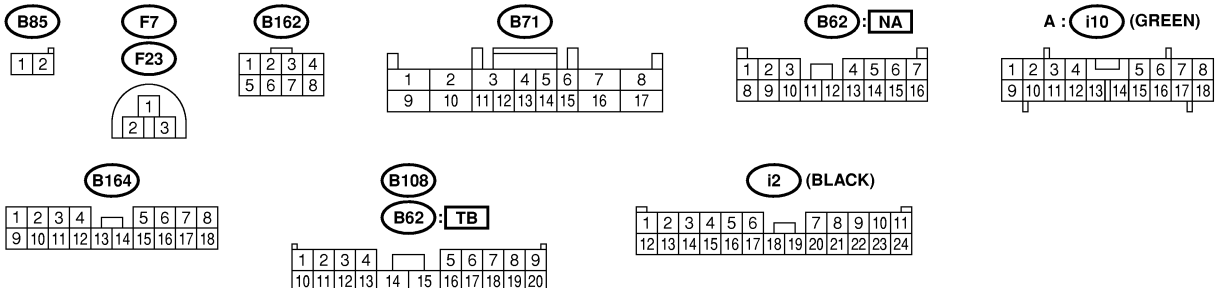 B85
1 2
F7
F23
1
2 3
B162
1 2 3 4
5 6 7 8
B71
1 2 3 4 5 6 7 8
9 10 11 12 13 14 15 16 17
B62 : NA
1 2 3 4 5 6 7
8 9 10 11 12 13 14 15 16
A : i10 (GREEN)
1 2 3 4 5 6 7 8
9 10 11 12 13 14 15 16 17 18
B164
1 2 3 4 5 6 7 8
9 10 11 12 13 14 15 16 17 18
B108
B62 : TB
1 2 3 4 5 6 7 8 9
10 11 12 13 14 15 16 17 18 19 20
i2 (BLACK)
1 2 3 4 5 6 7 8 9 10 11
12 13 14 15 16 17 18 19 20 21 22 23 24